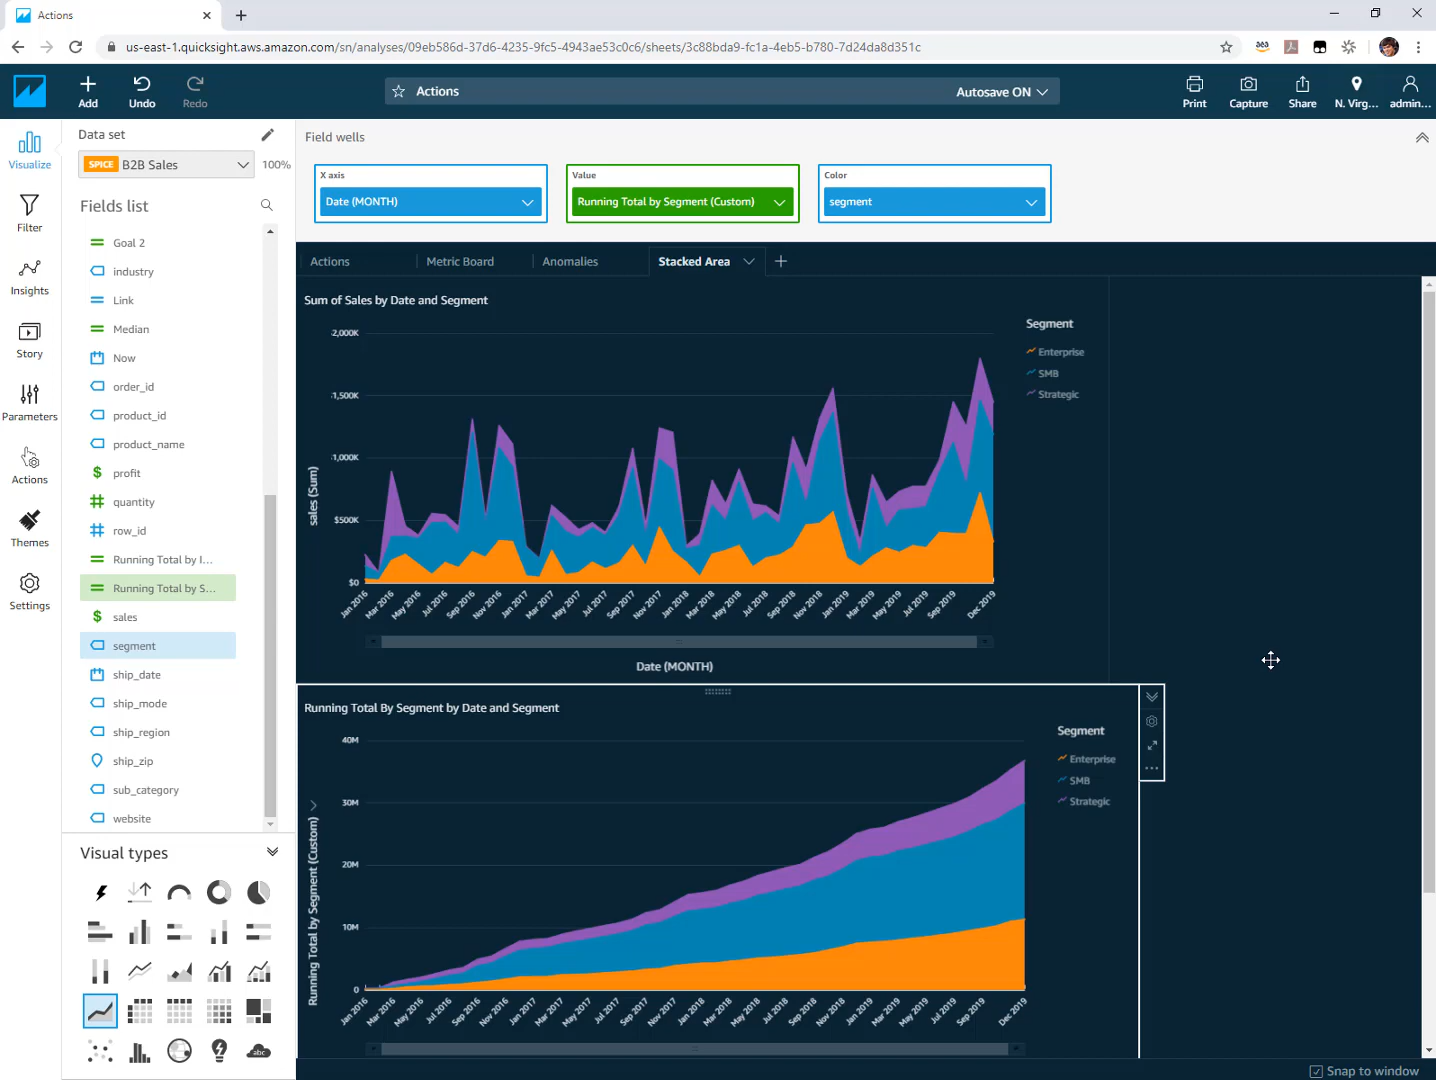 Actions
us-east-1.quicksight.aws.amazon.com/sn/analyses/09eb586d-37d6-4235-9fc5-4943ae53c0c6/sheets/3c88bda9-fc1a-4eb5-b780-7d24da8d351c
Add
Undo
Redo
Actions
Autosave ON
Print
Capture
Share
N. Virg...
admin...
Visualize
Filter
Insights
Story
Parameters
Actions
Themes
Settings
Data set
SPICE B2B Sales
100%
Fields list
Goal 2
industry
Link
Median
Now
order_id
product_id
product_name
profit
quantity
row_id
Running Total by I...
Running Total by S...
sales
segment
ship_date
ship_mode
ship_region
ship_zip
sub_category
website
Visual types
abc
Field wells
X axis
Date (MONTH)
Value
Running Total by Segment (Custom)
Color
segment
Actions
Metric Board
Anomalies
Stacked Area
Sum of Sales by Date and Segment
sales (Sum)
$2,000K
$1,500K
$1,000K
$500K
$0
Jan 2016
Mar 2016
May 2016
Jul 2016
Sep 2016
Nov 2016
Jan 2017
Mar 2017
May 2017
Jul 2017
Sep 2017
Nov 2017
Jan 2018
Mar 2018
May 2018
Jul 2018
Sep 2018
Nov 2018
Jan 2019
Mar 2019
May 2019
Jul 2019
Sep 2019
Dec 2019
Date (MONTH)
Segment
Enterprise
SMB
Strategic
Running Total By Segment by Date and Segment
Running Total by Segment (Custom)
40M
30M
20M
10M
0
Jan 2016
Mar 2016
May 2016
Jul 2016
Sep 2016
Nov 2016
Jan 2017
Mar 2017
May 2017
Jul 2017
Sep 2017
Nov 2017
Jan 2018
Mar 2018
May 2018
Jul 2018
Sep 2018
Nov 2018
Jan 2019
Mar 2019
May 2019
Jul 2019
Sep 2019
Dec 2019
Segment
Enterprise
SMB
Strategic
Snap to window